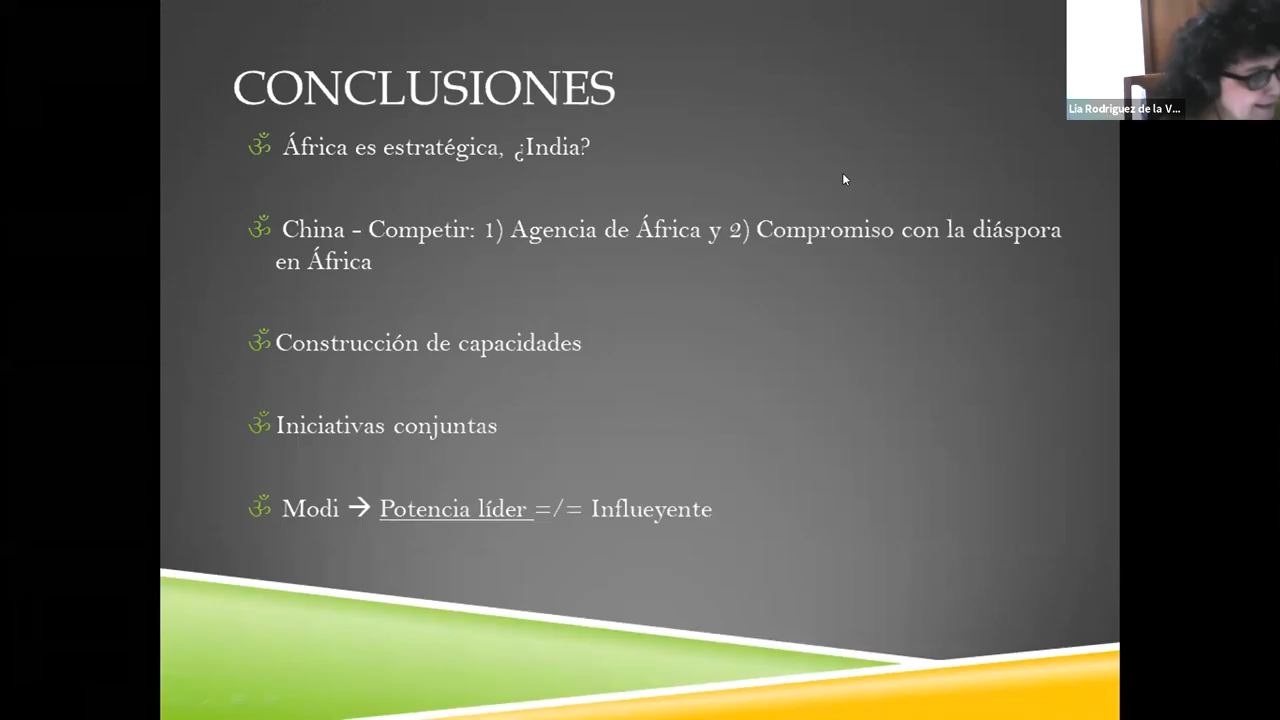 CONCLUSIONES
Lia Rodriguez de la V...
ॐ África es estratégica, ¿India?
ॐ China - Competir: 1) Agencia de África y 2) Compromiso con la diáspora
en África
ॐ Construcción de capacidades
ॐ Iniciativas conjuntas
ॐ Modi → Potencia líder =/= Influeyente